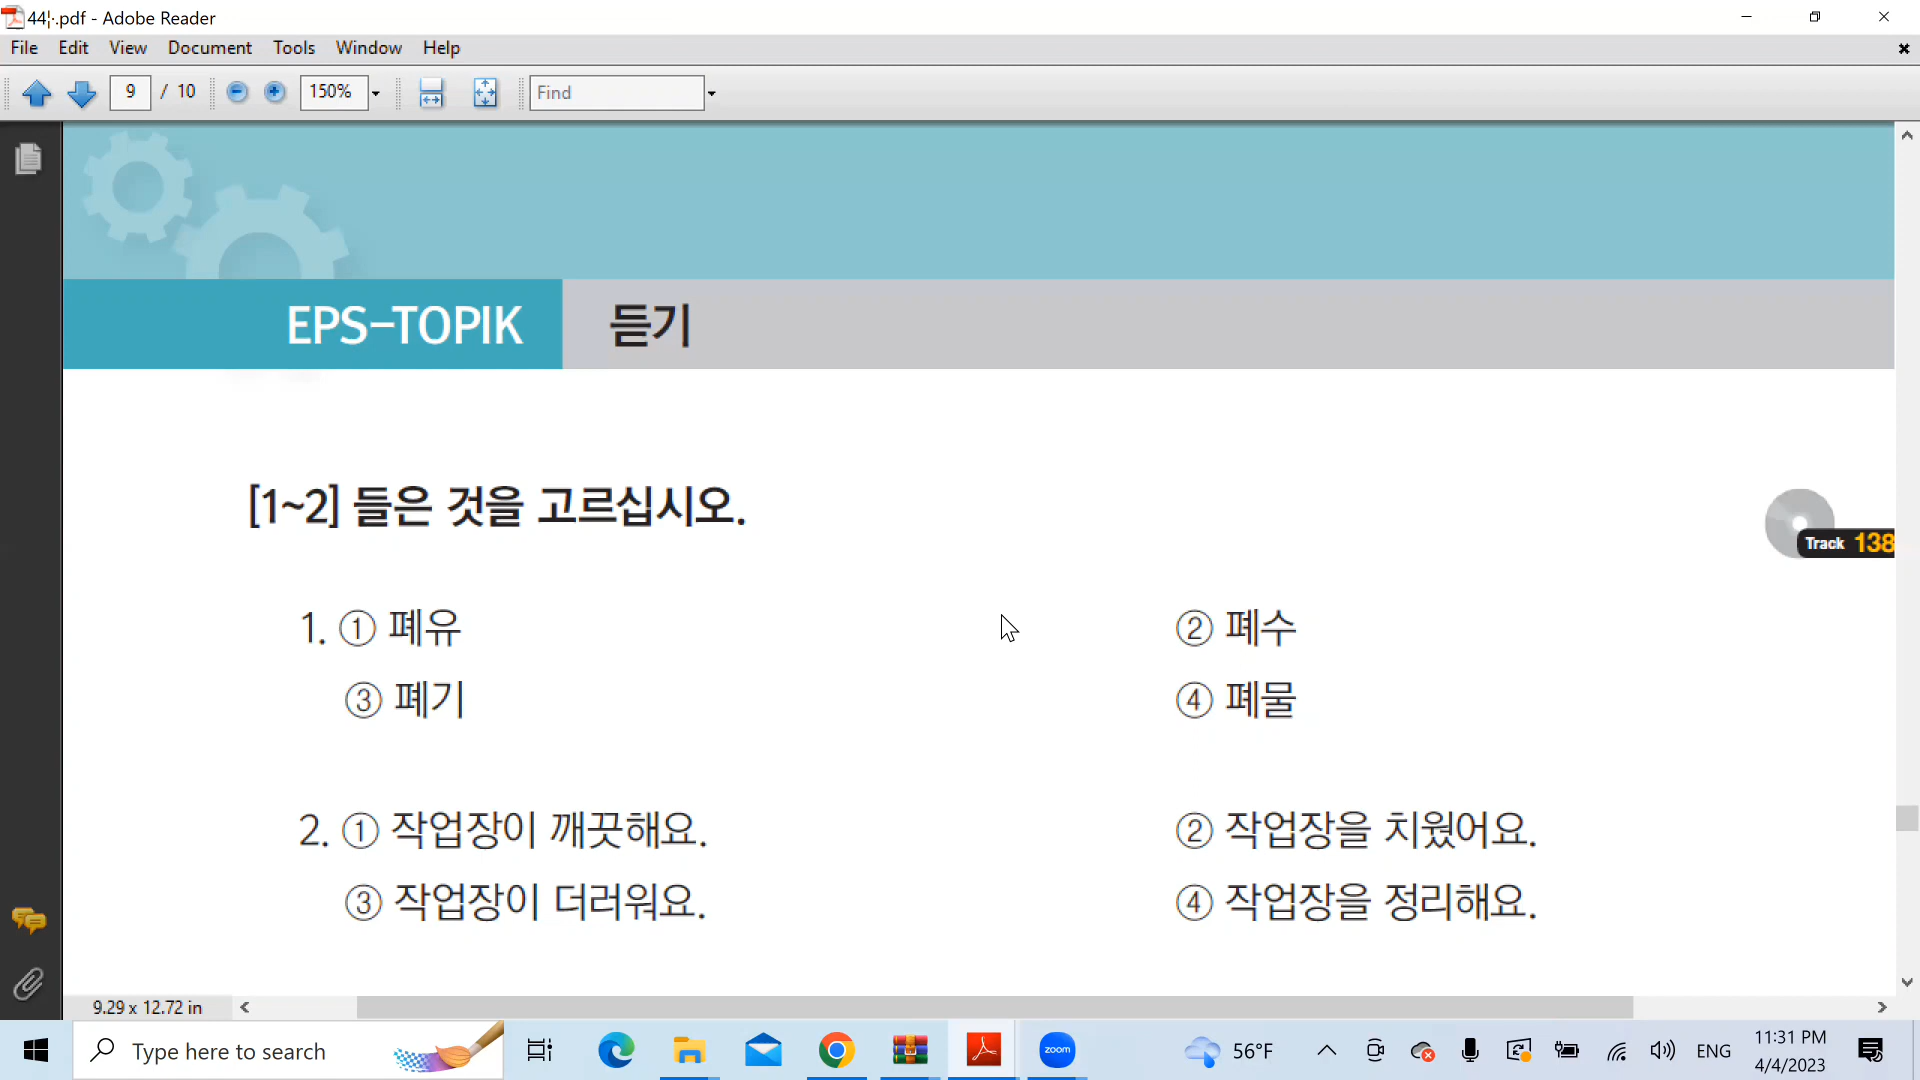 44¦·.pdf - Adobe Reader
File Edit View Document Tools Window Help
9 / 10 150% Find
EPS-TOPIK 듣기
[1~2] 들은 것을 고르십시오.
Track 138
1. ① 폐유 ② 폐수
③ 폐기 ④ 폐물
2. ① 작업장이 깨끗해요. ② 작업장을 치웠어요.
③ 작업장이 더러워요. ④ 작업장을 정리해요.
9.29 x 12.72 in
Type here to search zoom 56°F ENG 11:31 PM
4/4/2023